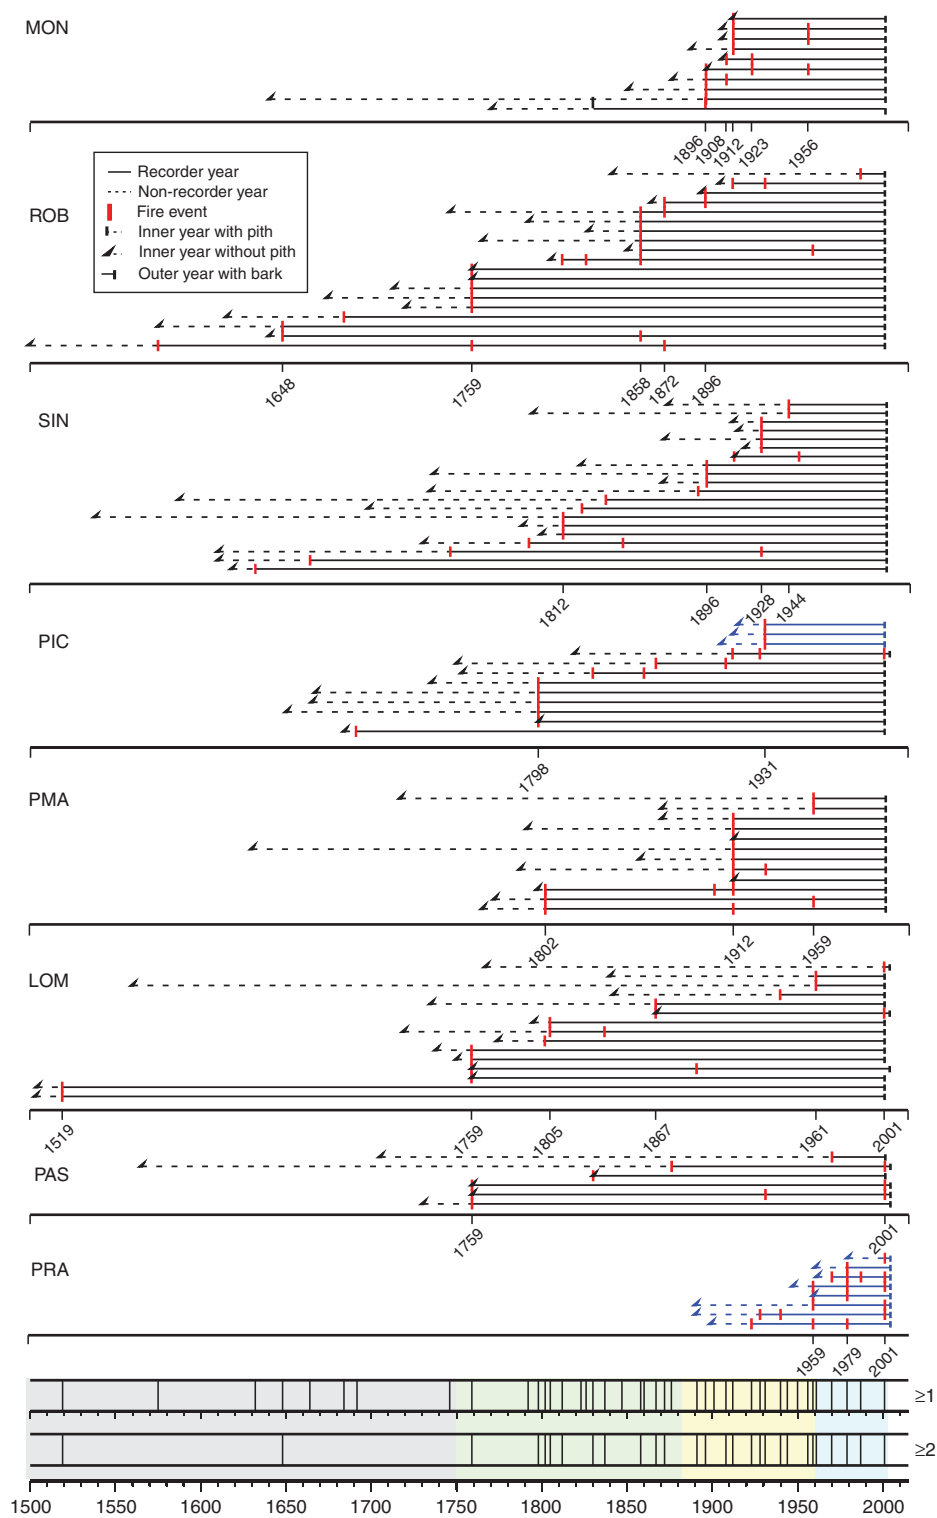 MON
1896 1908 1912 1923 1956
ROB
Recorder year
Non-recorder year
Fire event
Inner year with pith
Inner year without pith
Outer year with bark
1648 1759 1858 1872 1896
SIN
1812 1896 1928 1944
PIC
1798 1931
PMA
1802 1912 1959
LOM
1519 1759 1805 1867 1961 2001
PAS
1759 2001
PRA
1959 1979 2001
≥1
≥2
1500 1550 1600 1650 1700 1750 1800 1850 1900 1950 2000